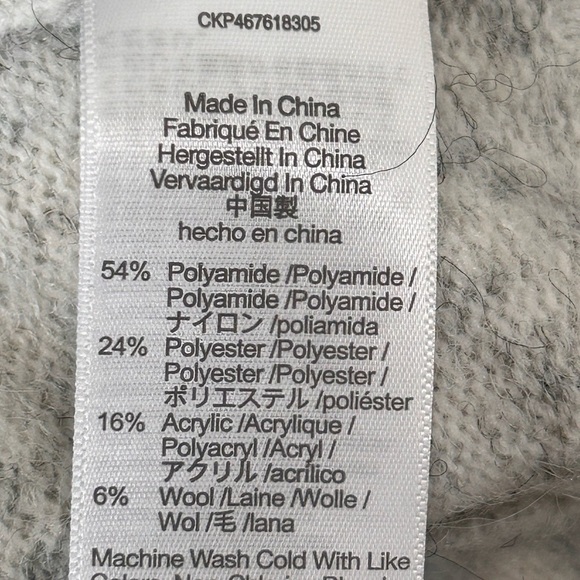 CKP467618305
Made In China
Fabriqué En Chine
Hergestellt In China
Vervaardigd In China
中国製
hecho en china
54% Polyamide /Polyamide /
Polyamide /Polyamide /
ナイロン /poliamida
24% Polyester /Polyester /
Polyester /Polyester /
ポリエステル /poliéster
16% Acrylic /Acrylique /
Polyacryl /Acryl /
アクリル /acrílico
6% Wool /Laine /Wolle /
Wol /毛 /lana
Machine Wash Cold With Like